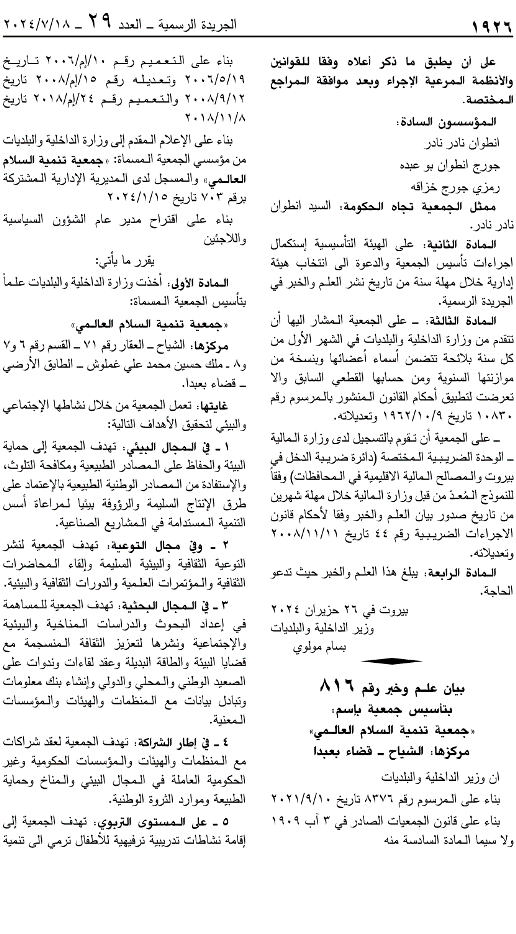 ١٩٢٦
الجريدة الرسمية ـ العدد ٢٩ ـ ٢٠٢٤/٧/١٨
على أن يطبق ما ذكر أعلاه وفقا للقوانين
والأنظمة المرعية الإجراء وبعد موافقة المراجع
المختصة.
المؤسسون السادة:
انطوان نادر نادر
جورج انطوان بو عبده
رمزي جورج خزاقه
ممثل الجمعية تجاه الحكومة: السيد انطوان
نادر نادر.
المادة الثانية: على الهيئة التأسيسية إستكمال
اجراءات تأسيس الجمعية والدعوة الى انتخاب هيئة
إدارية خلال مهلة سنة من تاريخ نشر العلم والخبر في
الجريدة الرسمية.
المادة الثالثة: ـ على الجمعية المشار اليها أن
تتقدم من وزارة الداخلية والبلديات في الشهر الأول من
كل سنة بلائحة تتضمن أسماء أعضائها وبنسخة من
موازنتها السنوية ومن حسابها القطعي السابق والا
تعرضت لتطبيق أحكام القانون المنشور بالمرسوم رقم
١٠٨٣٠ تاريخ ١٩٦٢/١٠/٩ وتعديلاته.
ـ على الجمعية أن تقوم بالتسجيل لدى وزارة المالية
ـ الوحدة الضريبية المختصة (دائرة ضريبة الدخل في
بيروت والمصالح المالية الاقليمية في المحافظات) وفقاً
للنموذج المُعَدّ من قبل وزارة المالية خلال مهلة شهرين
من تاريخ صدور بيان العلم والخبر وفقا لأحكام قانون
الاجراءات الضريبية رقم ٤٤ تاريخ ٢٠٠٨/١١/١١
وتعديلاته.
المادة الرابعة: يبلغ هذا العلم والخبر حيث تدعو
الحاجة.
بيروت في ٢٦ حزيران ٢٠٢٤
وزير الداخلية والبلديات
بسام مولوي
بيان علم وخبر رقم ٨١٦
بتأسيس جمعية بإسم:
«جمعية تنمية السلام العالمي»
مركزها: الشياح ـ قضاء بعبدا
ان وزير الداخلية والبلديات
بناء على المرسوم رقم ٨٣٧٦ تاريخ ٢٠٢١/٩/١٠
بناء على قانون الجمعيات الصادر في ٣ آب ١٩٠٩
ولا سيما المادة السادسة منه
بناء على التعميم رقم ١٠/إم/٢٠٠٦ تاريخ
٢٠٠٦/٥/١٩ وتعديله رقم ١٥/إم/٢٠٠٨ تاريخ
٢٠٠٨/٩/١٢ والتعميم رقم ٢٤/إم/٢٠١٨ تاريخ
٢٠١٨/١١/٨
بناء على الإعلام المقدم إلى وزارة الداخلية والبلديات
من مؤسسي الجمعية المسماة: «جمعية تنمية السلام
العالمي» والمسجل لدى المديرية الإدارية المشتركة
برقم ٧٠٣ تاريخ ٢٠٢٤/١/١٥
بناء على اقتراح مدير عام الشؤون السياسية
واللاجئين
يقرر ما يأتي:
المادة الأولى: أخذت وزارة الداخلية والبلديات علماً
بتأسيس الجمعية المسماة:
«جمعية تنمية السلام العالمي»
مركزها: الشياح ـ العقار رقم ٧١ ـ القسم رقم ٦ و٧
و٨ ـ ملك حسين محمد علي غملوش ـ الطابق الأرضي
ـ قضاء بعبدا.
غايتها: تعمل الجمعية من خلال نشاطها الإجتماعي
والبيئي لتحقيق الأهداف التالية:
١ ـ في المجال البيئي: تهدف الجمعية إلى حماية
البيئة والحفاظ على المصادر الطبيعية ومكافحة التلوث،
والإستفادة من المصادر الوطنية الطبيعية بالإعتماد على
طرق الإنتاج السليمة والرؤوفة بيئيا لمراعاة أسس
التنمية المستدامة في المشاريع الصناعية.
٢ ـ وفي مجال التوعية: تهدف الجمعية لنشر
التوعية الثقافية والبيئية السليمة وإلقاء المحاضرات
الثقافية والمؤتمرات العلمية والدورات الثقافية والبيئية.
٣ ـ في المجال البحثية: تهدف الجمعية للمساهمة
في إعداد البحوث والدراسات المناخية والبيئية
والإجتماعية ونشرها لتعزيز الثقافة المنسجمة مع
قضايا البيئة والطاقة البديلة وعقد لقاءات وندوات على
الصعيد الوطني والمحلي والدولي وإنشاء بنك معلومات
وتبادل بيانات مع المنظمات والهيئات والمؤسسات
المعنية.
٤ ـ في إطار الشراكة: تهدف الجمعية لعقد شراكات
مع المنظمات والهيئات والمؤسسات الحكومية وغير
الحكومية العاملة في المجال البيئي والمناخ وحماية
الطبيعة وموارد الثروة الوطنية.
٥ ـ على المستوى التربوي: تهدف الجمعية إلى
إقامة نشاطات تدريبية ترفيهية للأطفال ترمي الى تنمية